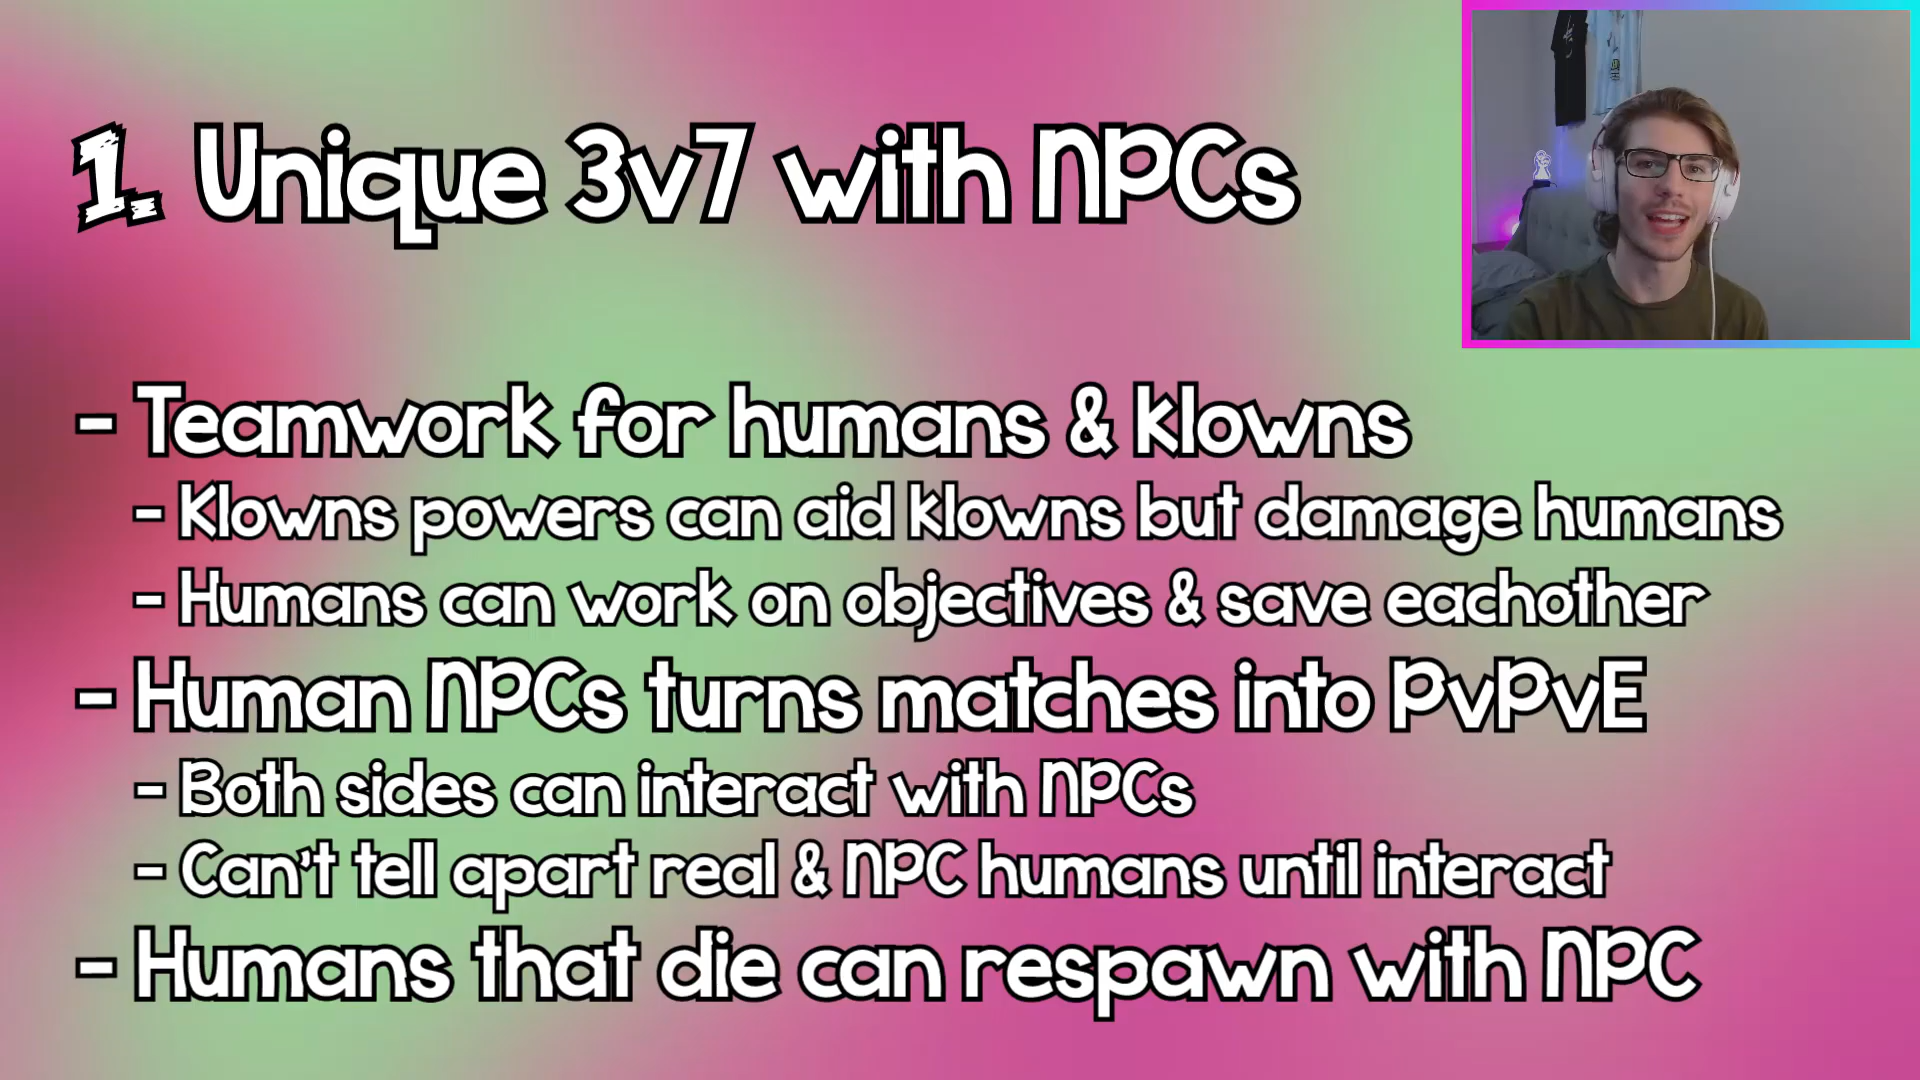 1. Unique 3v7 with NPCs
- Teamwork for humans & klowns
- Klowns powers can aid klowns but damage humans
- Humans can work on objectives & save eachother
- Human NPCs turns matches into PvPvE
- Both sides can interact with NPCs
- Can't tell apart real & NPC humans until interact
- Humans that die can respawn with NPC